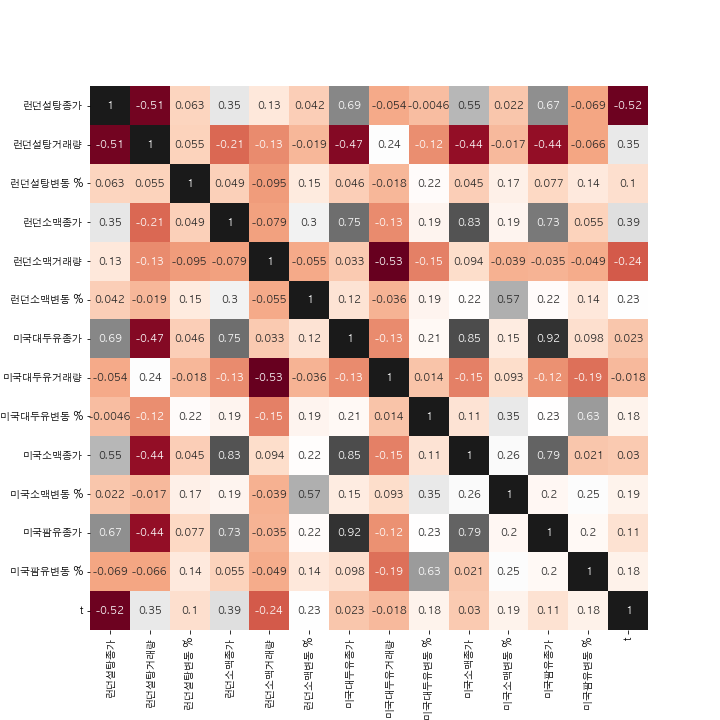 런던설탕종가 1 -0.51 0.063 0.35 0.13 0.042 0.69 -0.054 -0.0046 0.55 0.022 0.67 -0.069 -0.52
런던설탕거래량 -0.51 1 0.055 -0.21 -0.13 -0.019 -0.47 0.24 -0.12 -0.44 -0.017 -0.44 -0.066 0.35
런던설탕변동 % 0.063 0.055 1 0.049 -0.095 0.15 0.046 -0.018 0.22 0.045 0.17 0.077 0.14 0.1
런던소맥종가 0.35 -0.21 0.049 1 -0.079 0.3 0.75 -0.13 0.19 0.83 0.19 0.73 0.055 0.39
런던소맥거래량 0.13 -0.13 -0.095 -0.079 1 -0.055 0.033 -0.53 -0.15 0.094 -0.039 -0.035 -0.049 -0.24
런던소맥변동 % 0.042 -0.019 0.15 0.3 -0.055 1 0.12 -0.036 0.19 0.22 0.57 0.22 0.14 0.23
미국대두유종가 0.69 -0.47 0.046 0.75 0.033 0.12 1 -0.13 0.21 0.85 0.15 0.92 0.098 0.023
미국대두유거래량 -0.054 0.24 -0.018 -0.13 -0.53 -0.036 -0.13 1 0.014 -0.15 0.093 -0.12 -0.19 -0.018
미국대두유변동 % -0.0046 -0.12 0.22 0.19 -0.15 0.19 0.21 0.014 1 0.11 0.35 0.23 0.63 0.18
미국소맥종가 0.55 -0.44 0.045 0.83 0.094 0.22 0.85 -0.15 0.11 1 0.26 0.79 0.021 0.03
미국소맥변동 % 0.022 -0.017 0.17 0.19 -0.039 0.57 0.15 0.093 0.35 0.26 1 0.2 0.25 0.19
미국팜유종가 0.67 -0.44 0.077 0.73 -0.035 0.22 0.92 -0.12 0.23 0.79 0.2 1 0.2 0.11
미국팜유변동 % -0.069 -0.066 0.14 0.055 -0.049 0.14 0.098 -0.19 0.63 0.021 0.25 0.2 1 0.18
t -0.52 0.35 0.1 0.39 -0.24 0.23 0.023 -0.018 0.18 0.03 0.19 0.11 0.18 1
런던설탕종가
런던설탕거래량
런던설탕변동 %
런던소맥종가
런던소맥거래량
런던소맥변동 %
미국대두유종가
미국대두유거래량
미국대두유변동 %
미국소맥종가
미국소맥변동 %
미국팜유종가
미국팜유변동 %
t